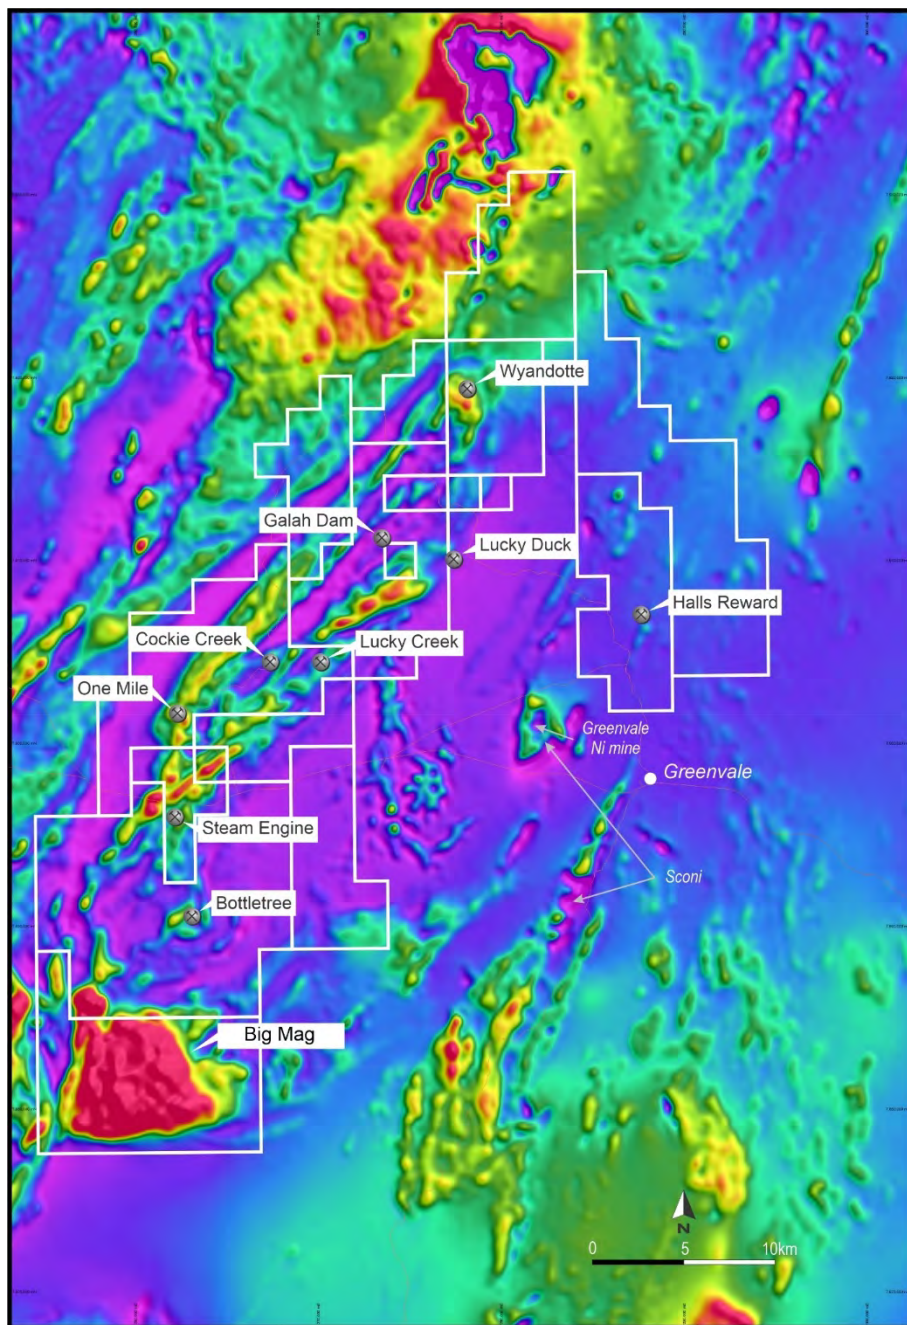 Wyandotte
Galah Dam
Lucky Duck
Halls Reward
Cockie Creek
Lucky Creek
One Mile
Greenvale
Ni mine
Greenvale
Steam Engine
Sconi
Bottletree
Big Mag
N
0 5 10km